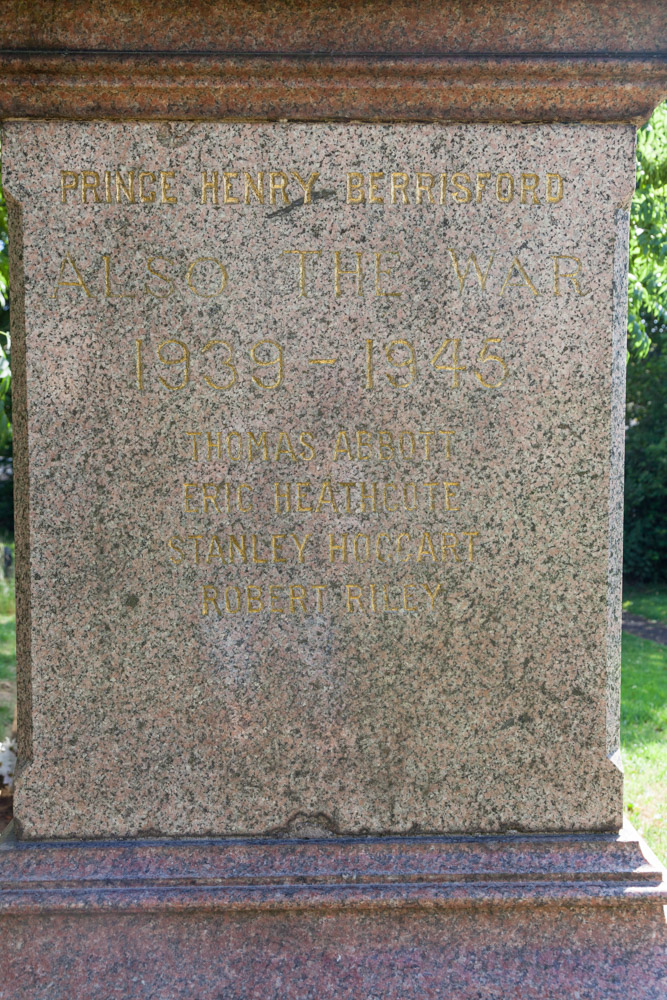 PRINCE HENRY BERRISFORD
ALSO THE WAR
1939 - 1945
THOMAS ABBOTT
ERIC HEATHCOTE
STANLEY HOGGART
ROBERT RILEY